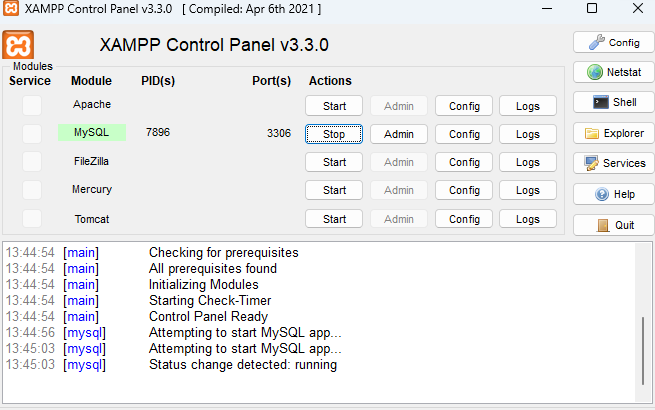 XAMPP Control Panel v3.3.0 [ Compiled: Apr 6th 2021 ]
XAMPP Control Panel v3.3.0
Config
Modules
Service Module PID(s) Port(s) Actions
Netstat
Apache Start Admin Config Logs
Shell
MySQL 7896 3306 Stop Admin Config Logs
Explorer
FileZilla Start Admin Config Logs
Services
Mercury Start Admin Config Logs
Help
Tomcat Start Admin Config Logs
Quit
13:44:54 [main] Checking for prerequisites
13:44:54 [main] All prerequisites found
13:44:54 [main] Initializing Modules
13:44:54 [main] Starting Check-Timer
13:44:54 [main] Control Panel Ready
13:44:56 [mysql] Attempting to start MySQL app...
13:45:03 [mysql] Attempting to start MySQL app...
13:45:03 [mysql] Status change detected: running